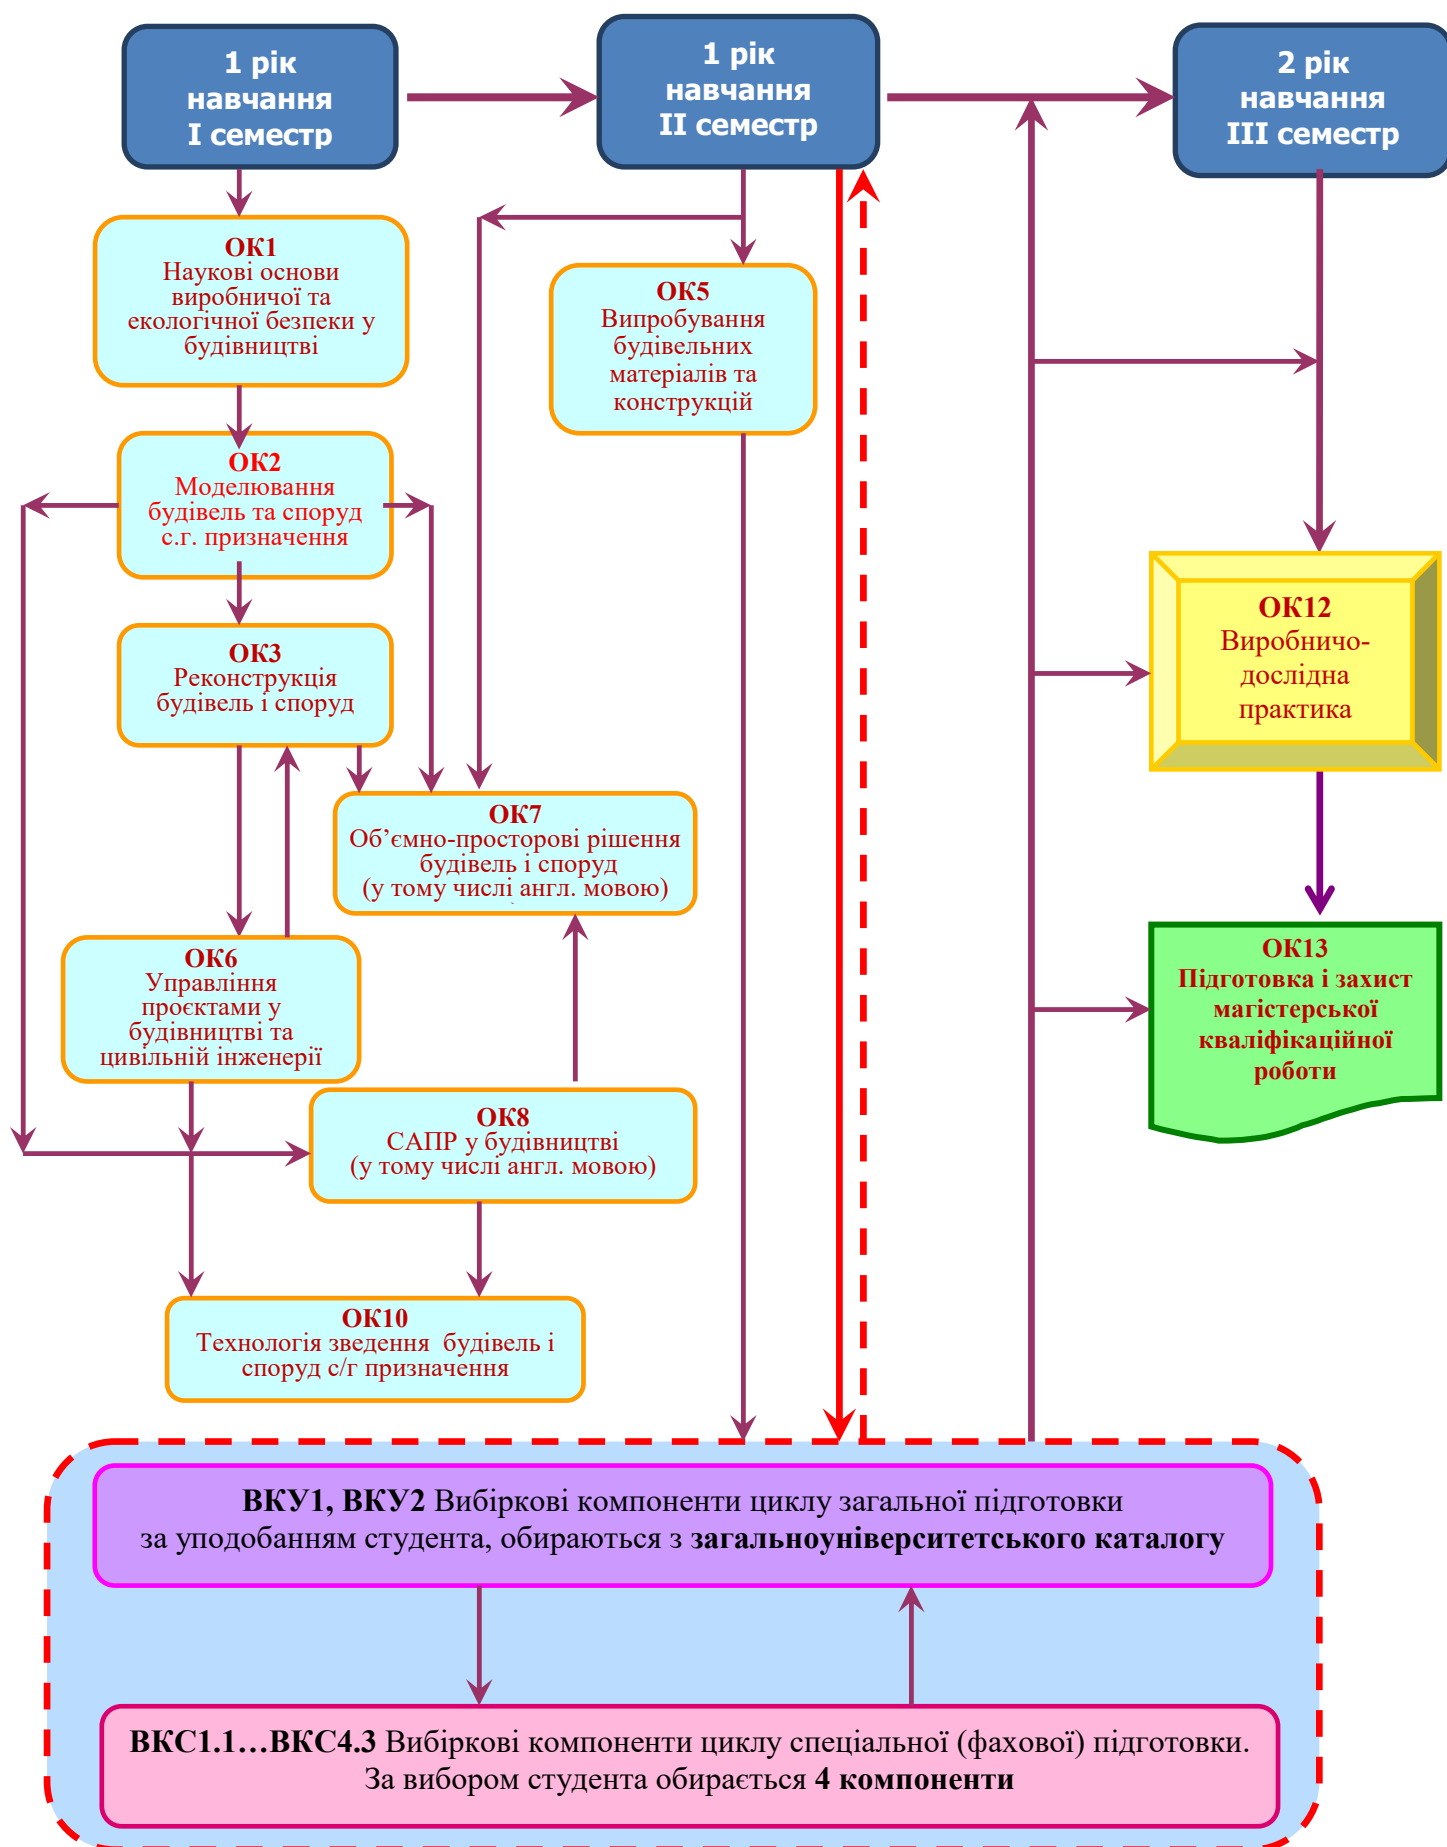 1 рік
навчання
І семестр
1 рік
навчання
ІІ семестр
2 рік
навчання
ІІІ семестр
ОК1
Наукові основи
виробничої та
екологічної безпеки у
будівництві
ОК5
Випробування
будівельних
матеріалів та
конструкцій
ОК2
Моделювання
будівель та споруд
с.г. призначення
ОК12
Виробничо-
дослідна
практика
ОК3
Реконструкція
будівель і споруд
ОК7
Об’ємно-просторові рішення
будівель і споруд
(у тому числі англ. мовою)
ОК6
Управління
проєктами у
будівництві та
цивільній інженерії
ОК13
Підготовка і захист
магістерської
кваліфікаційної
роботи
ОК8
САПР у будівництві
(у тому числі англ. мовою)
ОК10
Технологія зведення будівель і
споруд с/г призначення
ВКУ1, ВКУ2 Вибіркові компоненти циклу загальної підготовки
за уподобанням студента, обираються з загальноуніверситетського каталогу
ВКС1.1…ВКС4.3 Вибіркові компоненти циклу спеціальної (фахової) підготовки.
За вибором студента обирається 4 компоненти